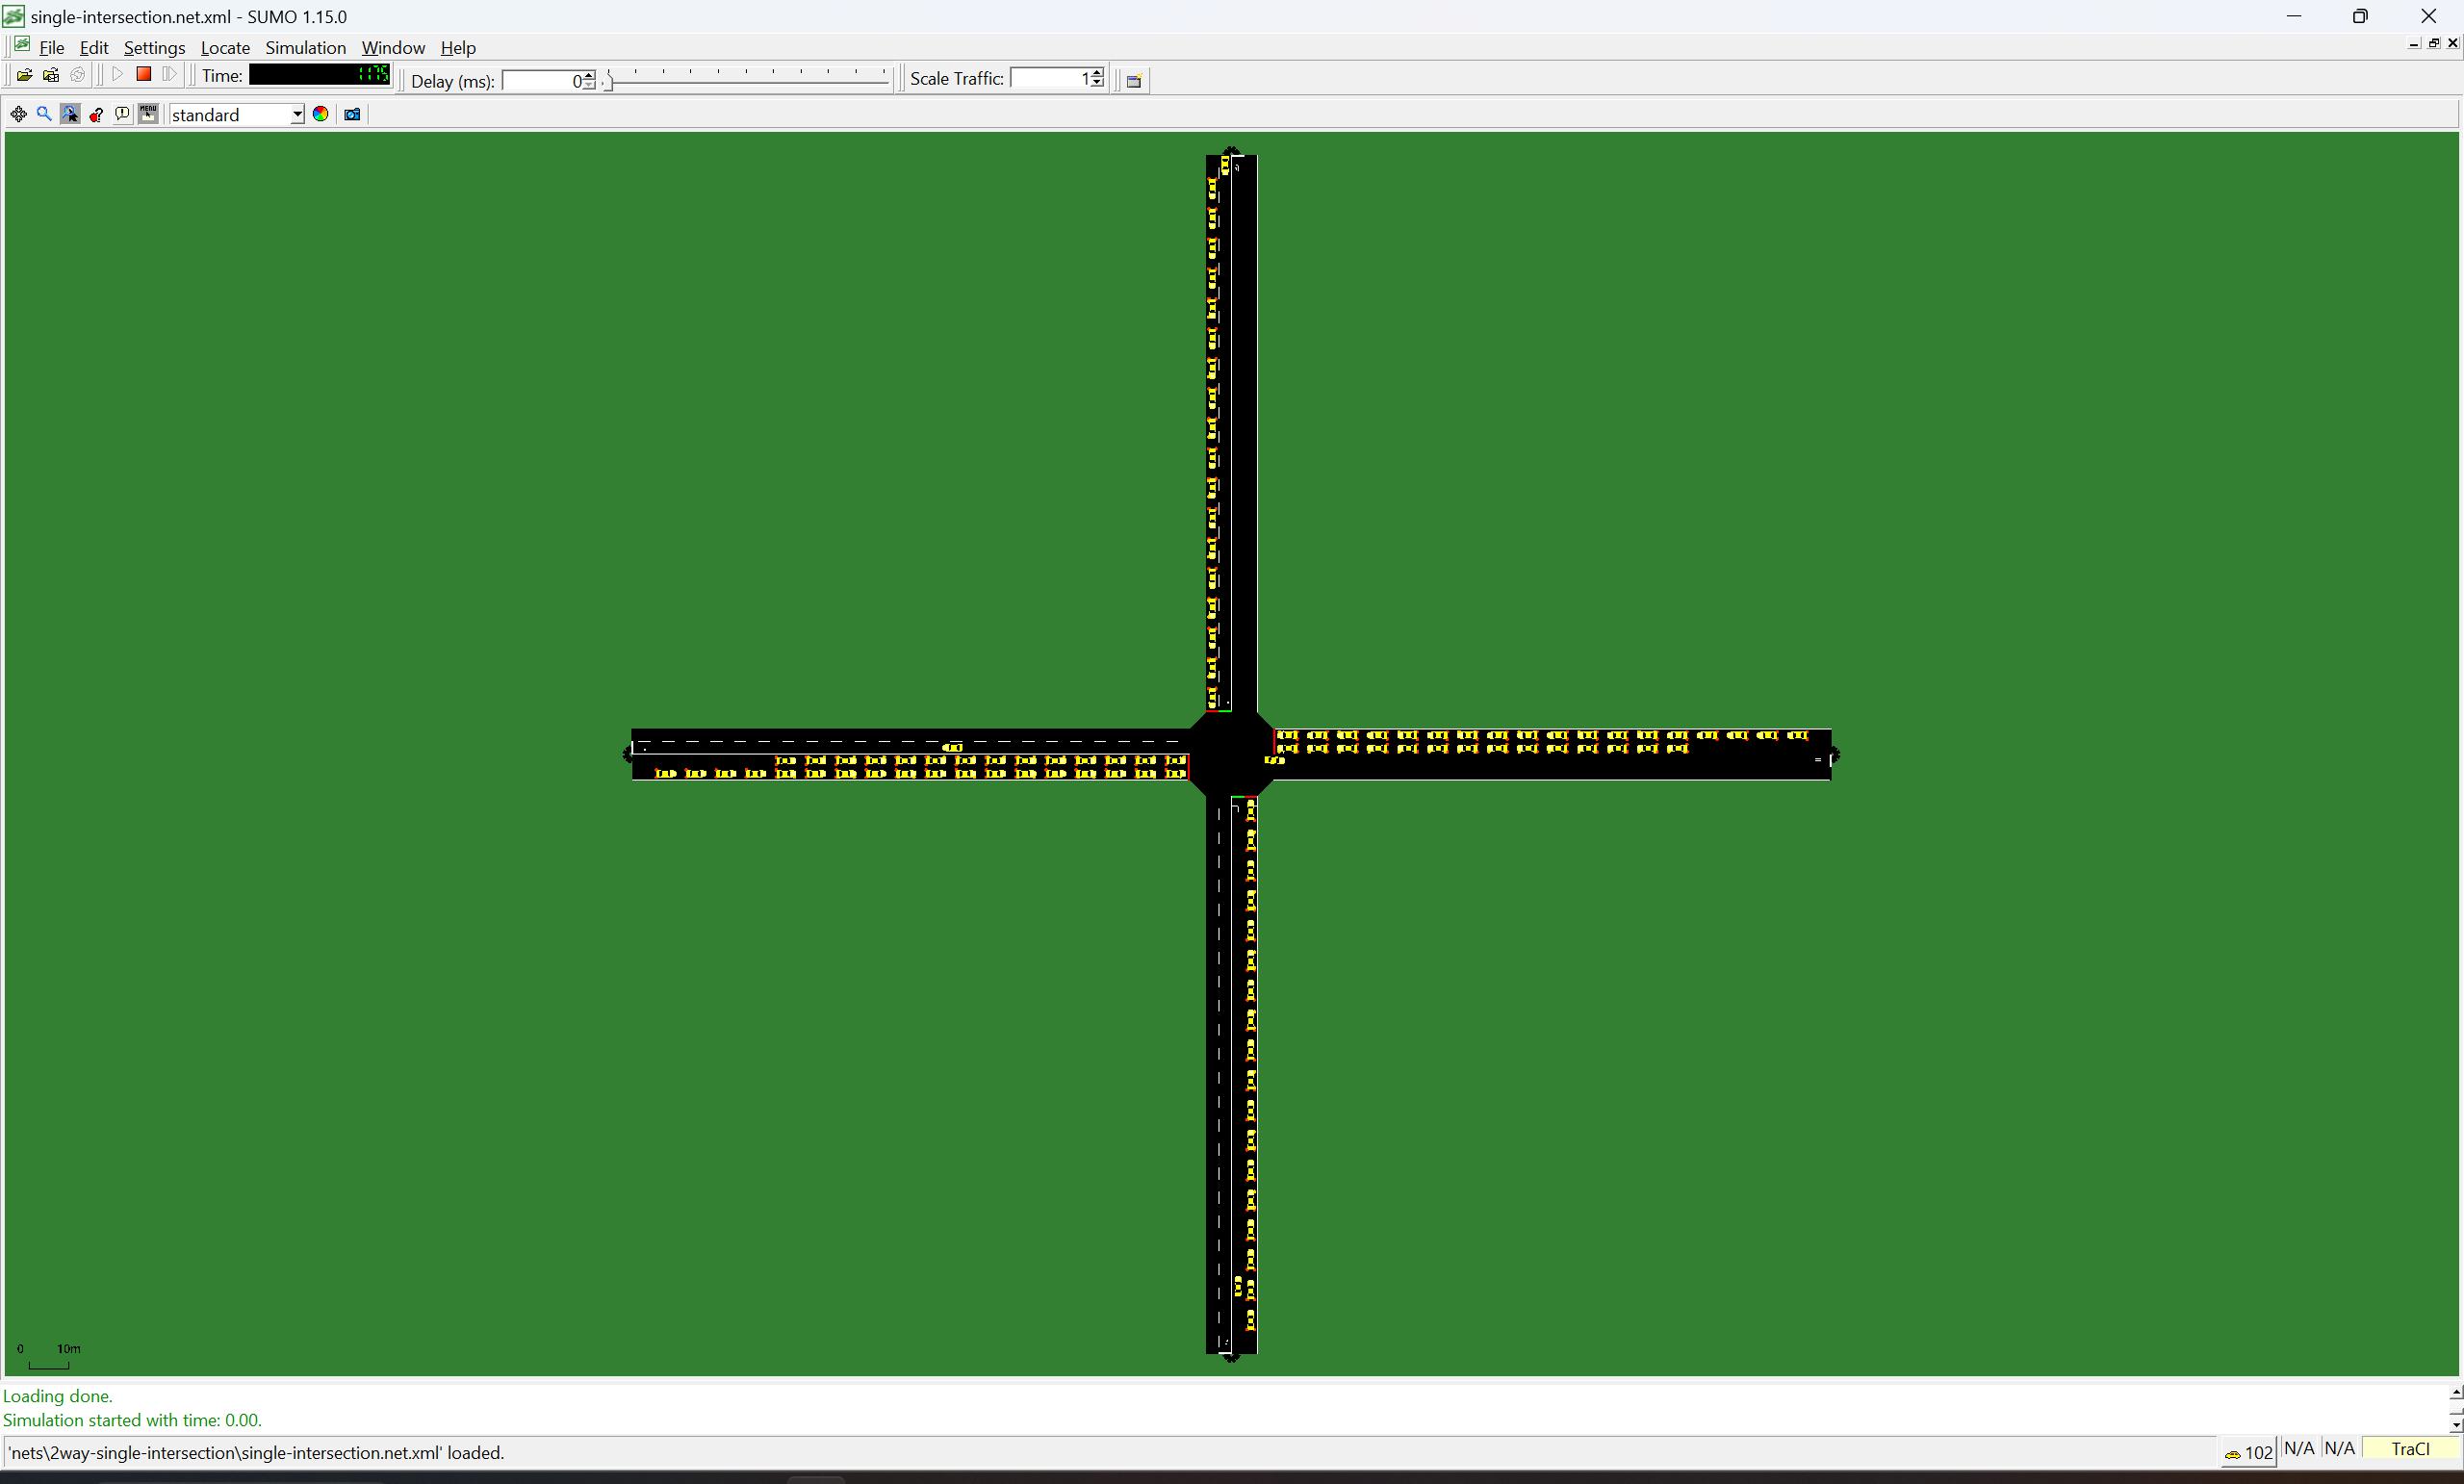 single-intersection.net.xml - SUMO 1.15.0
File Edit Settings Locate Simulation Window Help
Time: 1175 Delay (ms): 0 Scale Traffic: 1
MENU standard
0 10m
Loading done.
Simulation started with time: 0.00.
'nets\2way-single-intersection\single-intersection.net.xml' loaded. 102 N/A N/A TraCI